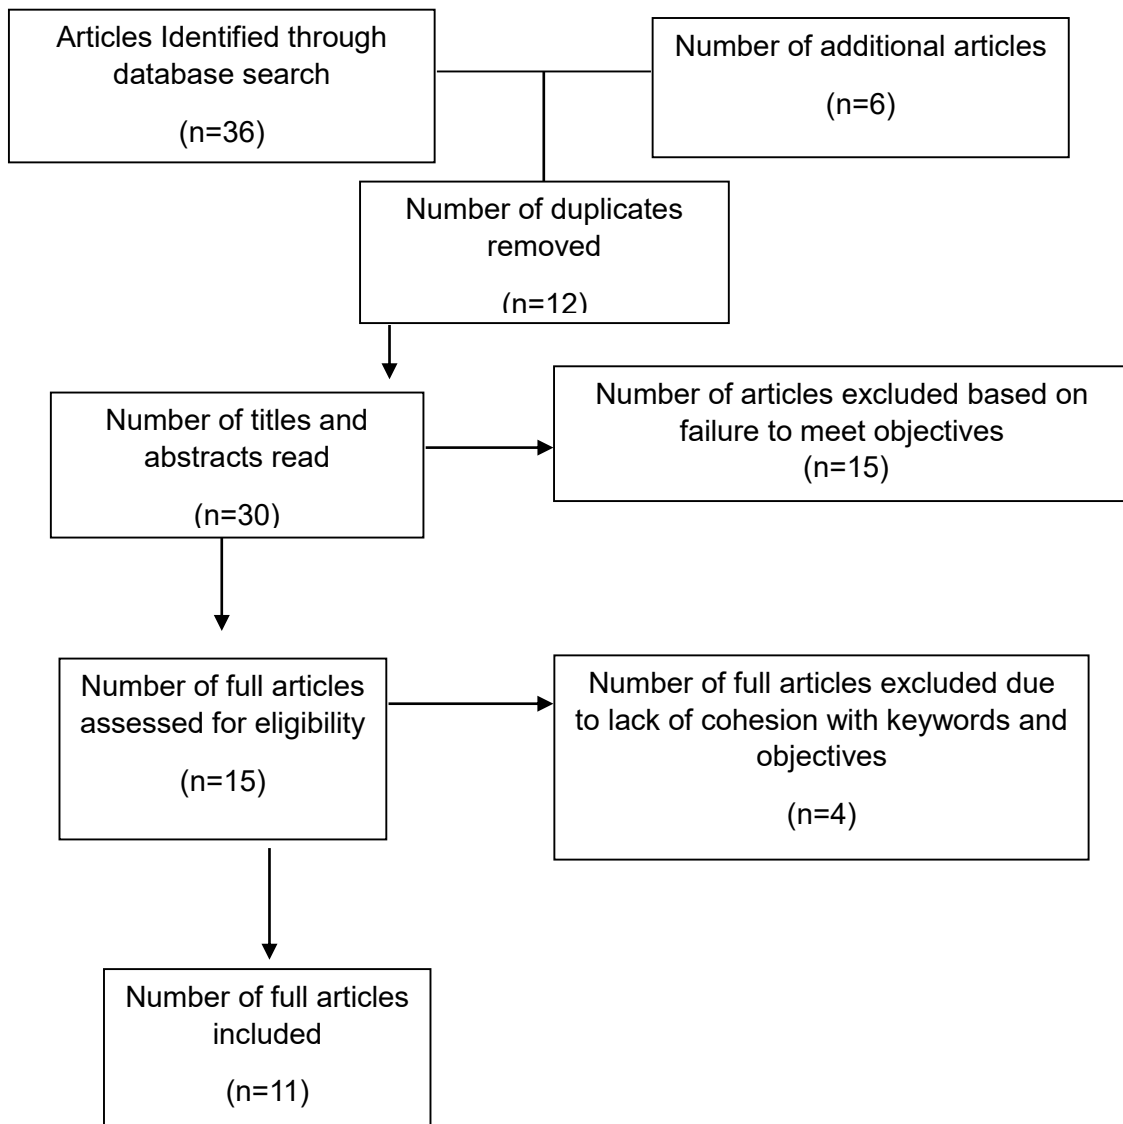 Articles Identified through
database search
(n=36)
Number of additional articles
(n=6)
Number of duplicates
removed
(n=12)
Number of titles and
abstracts read
(n=30)
Number of articles excluded based on
failure to meet objectives
(n=15)
Number of full articles
assessed for eligibility
(n=15)
Number of full articles excluded due
to lack of cohesion with keywords and
objectives
(n=4)
Number of full articles
included
(n=11)